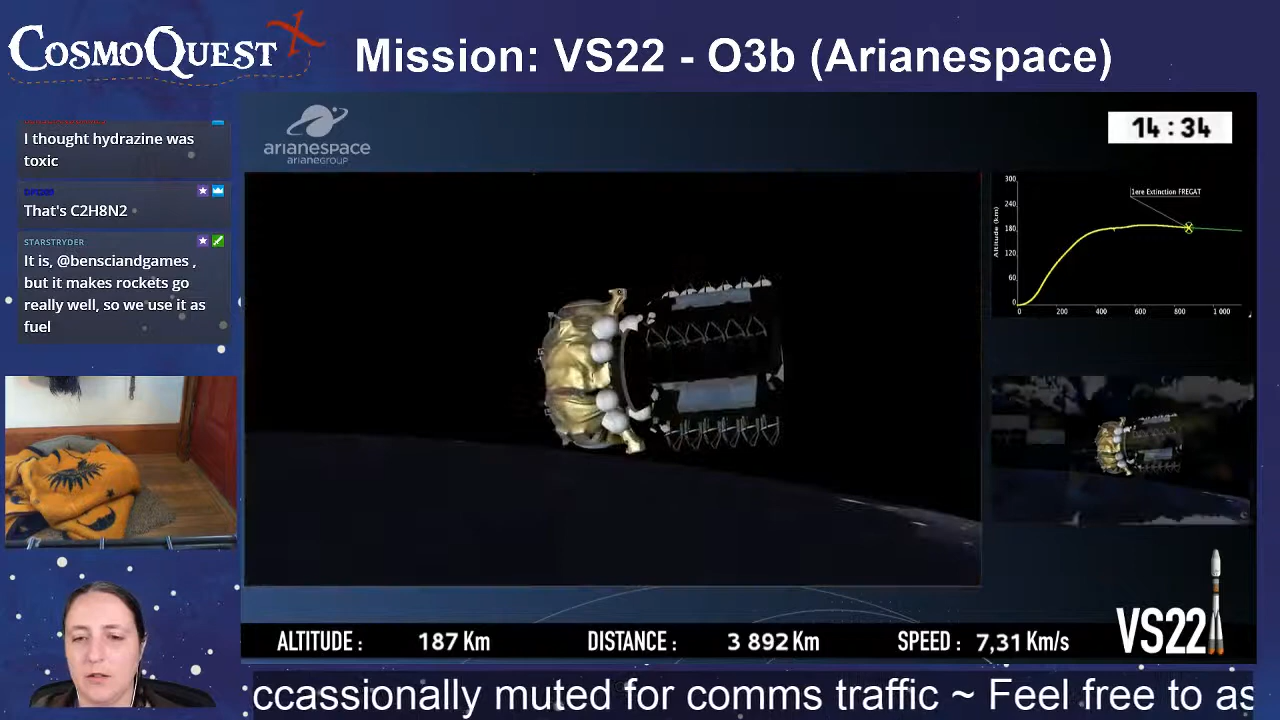 COSMOQUEST X
Mission: VS22 - O3b (Arianespace)
I thought hydrazine was
toxic
That's C2H8N2
STARSTRYDER
It is, @bensciandgames ,
but it makes rockets go
really well, so we use it as
fuel
arianespace
arianegroup
14:34
Altitude (km)
300
240
180
120
60
0
1ere Extinction FREGAT
0 200 400 600 800 1 000
ALTITUDE : 187 Km DISTANCE : 3 892 Km SPEED : 7,31 Km/s
VS22
ccassionally muted for comms traffic ~ Feel free to as